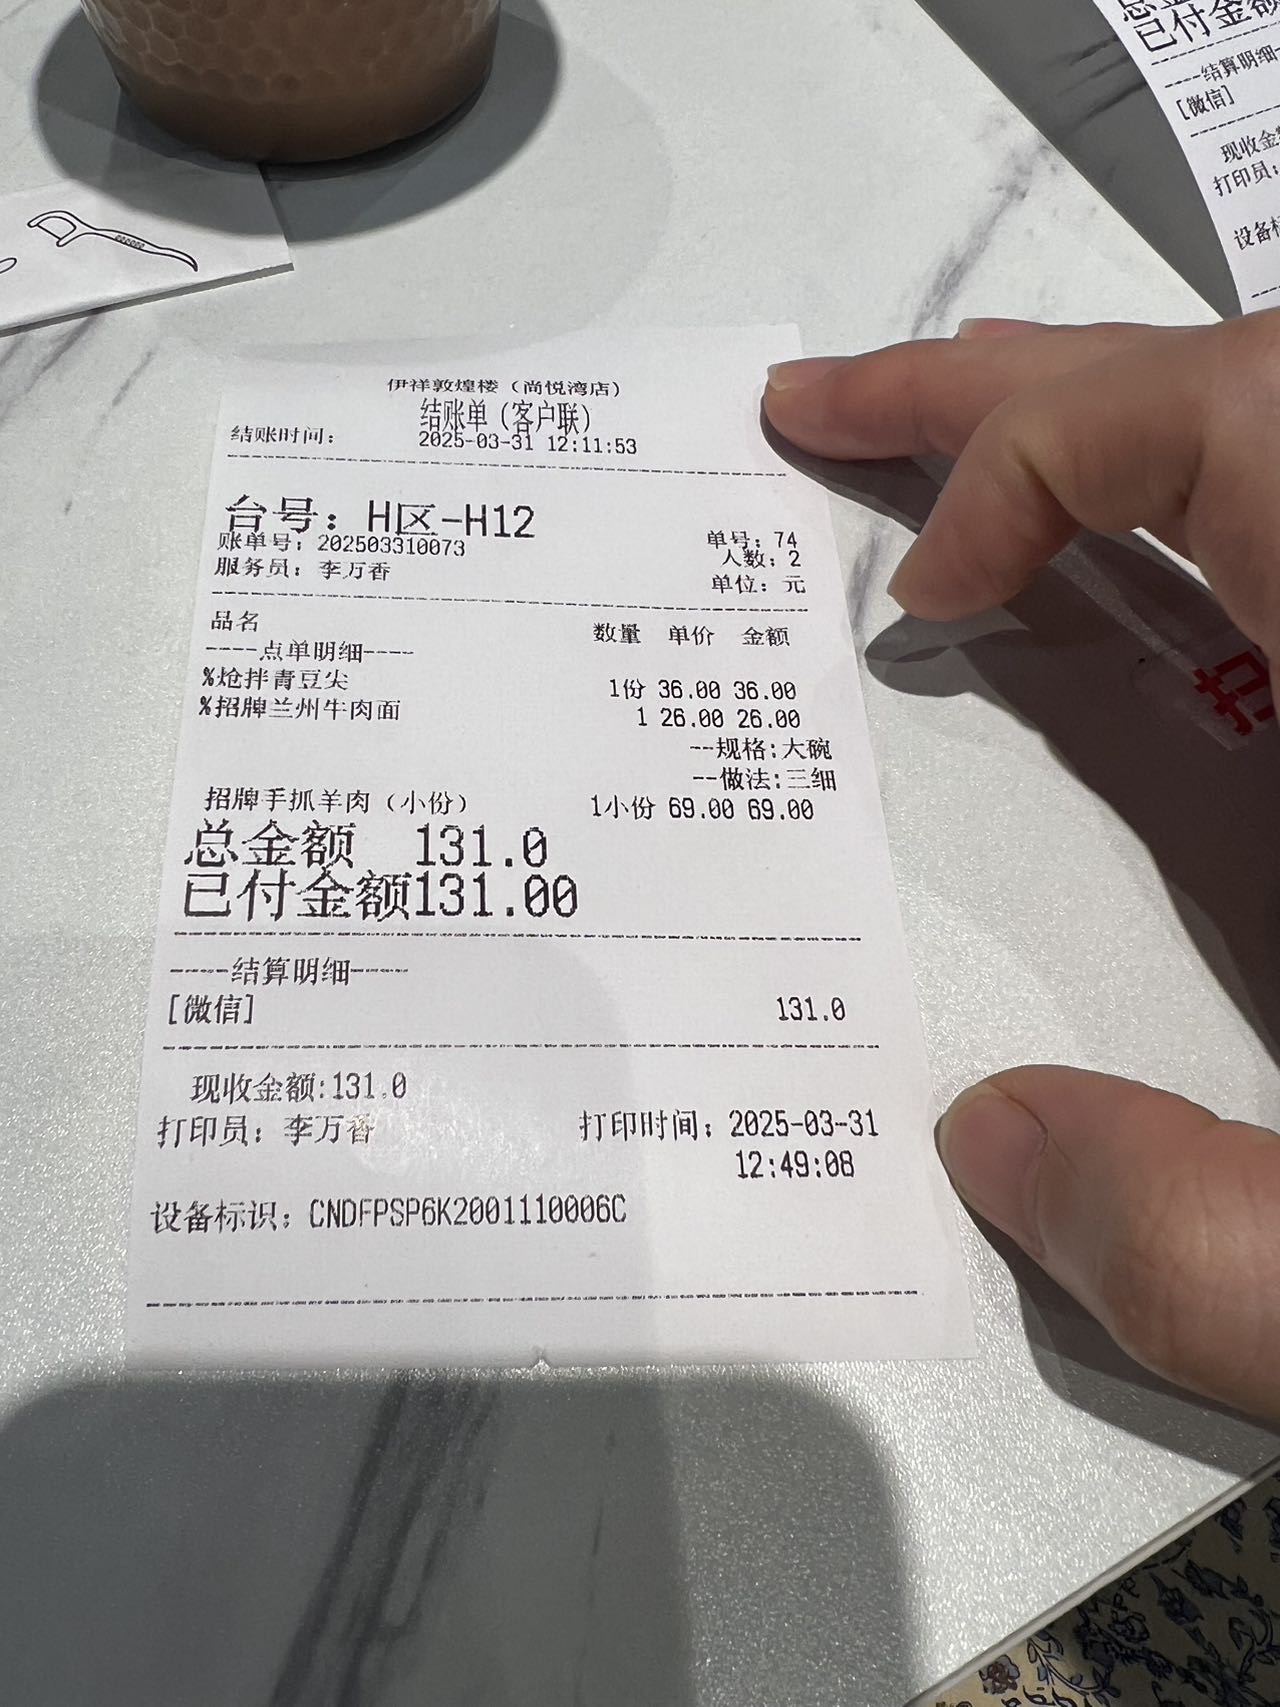 伊祥敦煌楼（尚悦湾店）
结账单（客户联）
结账时间： 2025-03-31 12:11:53
台号：H区-H12
账单号：202503310073 单号：74
人数：2
服务员：李万香 单位：元
品名 数量 单价 金额
----点单明细----
%炝拌青豆尖 1份 36.00 36.00
%招牌兰州牛肉面 1 26.00 26.00
--规格:大碗
--做法:三细
招牌手抓羊肉（小份） 1小份 69.00 69.00
总金额 131.0
已付金额131.00
----结算明细----
[微信] 131.0
现收金额:131.0
打印员：李万香 打印时间：2025-03-31
12:49:08
设备标识：CNDFPSP6K2001110006C
已付金额
----结算明细-
[微信]
现收金
打印员：
设备
扫